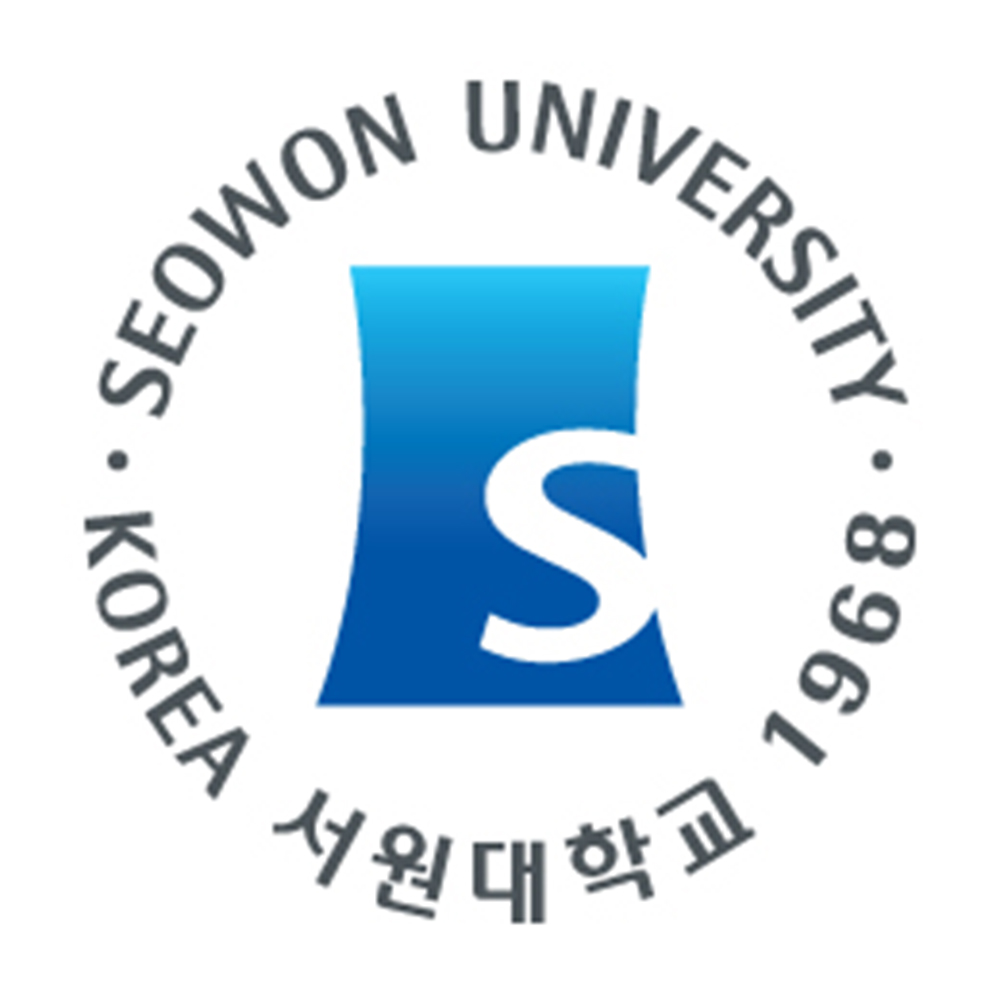 SEOWON UNIVERSITY
S
· KOREA 서원대학교 1968 ·